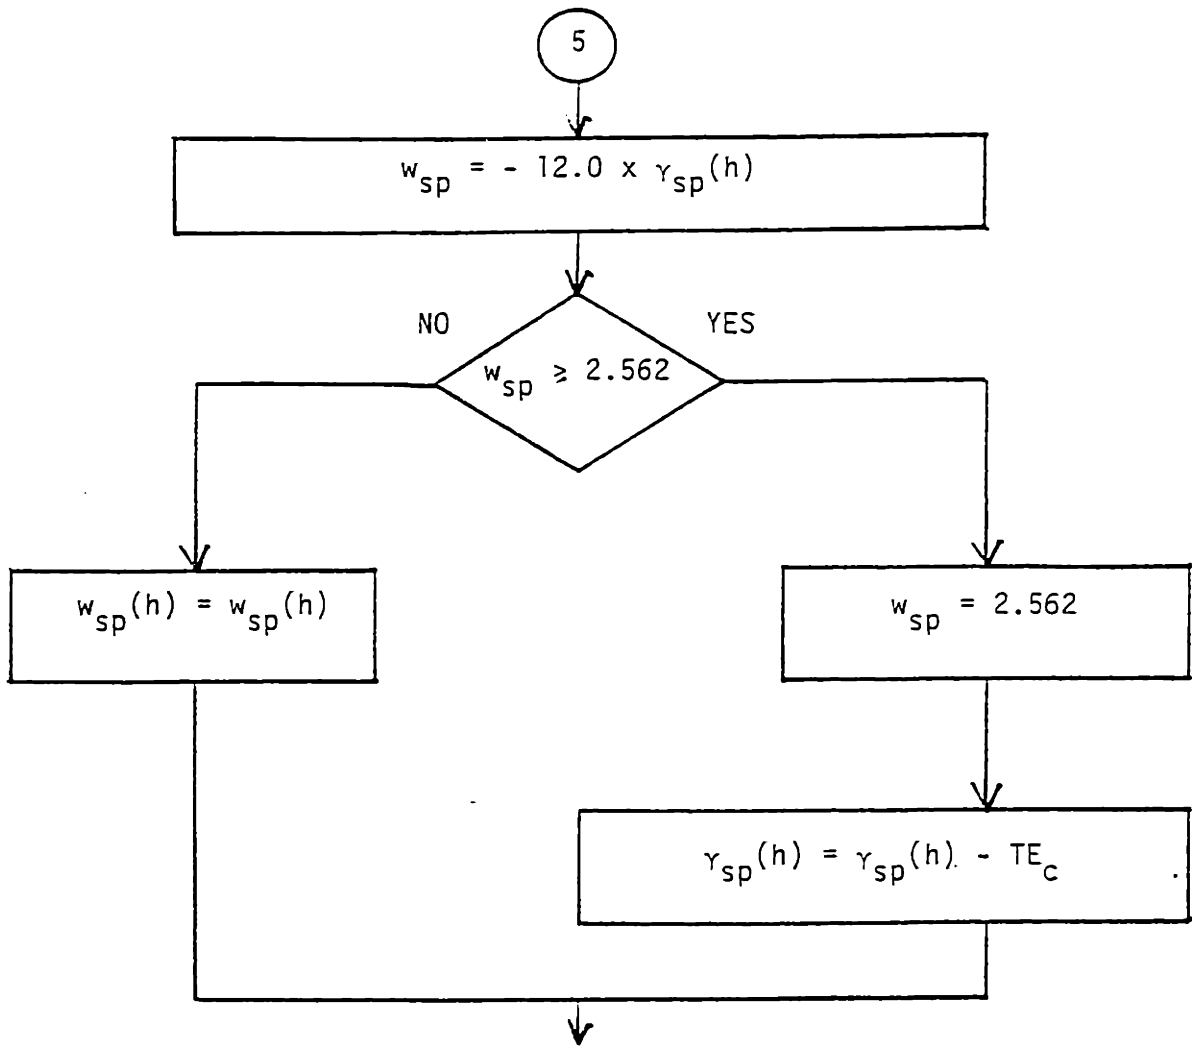 5
w_sp = - 12.0 x γ_sp(h)
NO
YES
w_sp ≥ 2.562
w_sp(h) = w_sp(h)
w_sp = 2.562
γ_sp(h) = γ_sp(h) - TE_c